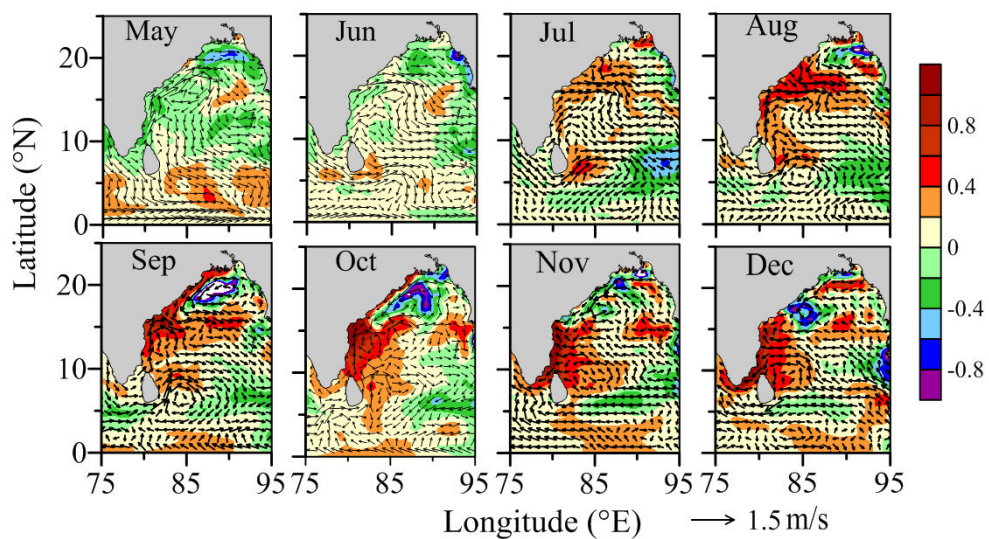 May Jun Jul Aug
20
10
0
Latitude (°N)
0.8
0.4
0
-0.4
-0.8
Sep Oct Nov Dec
20
10
0
75 85 95 75 85 95 75 85 95 75 85 95
Longitude (°E) → 1.5 m/s